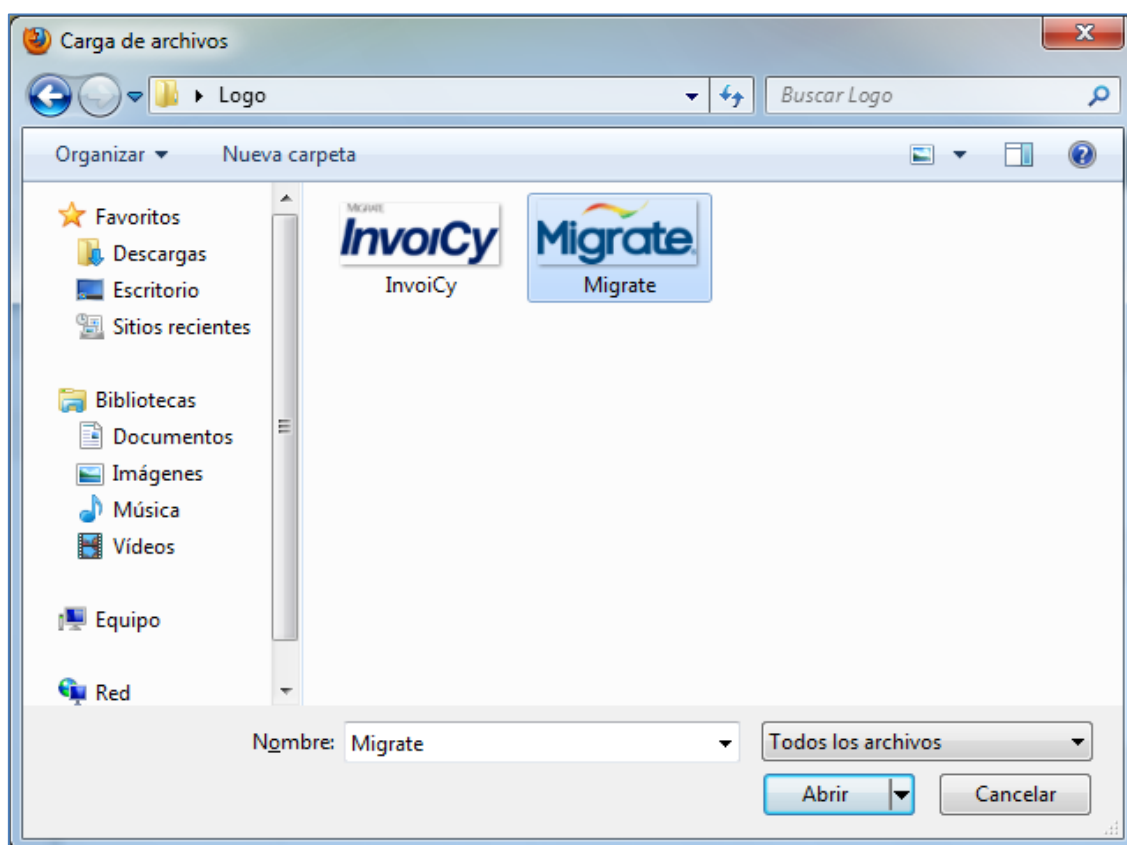 Carga de archivos
Logo
Buscar Logo
Organizar
Nueva carpeta
Favoritos
Descargas
Escritorio
Sitios recientes
Bibliotecas
Documentos
Imágenes
Música
Vídeos
Equipo
Red
MIGRATE
InvoiCy
InvoiCy
Migrate
Migrate
Nombre: Migrate
Todos los archivos
Abrir
Cancelar